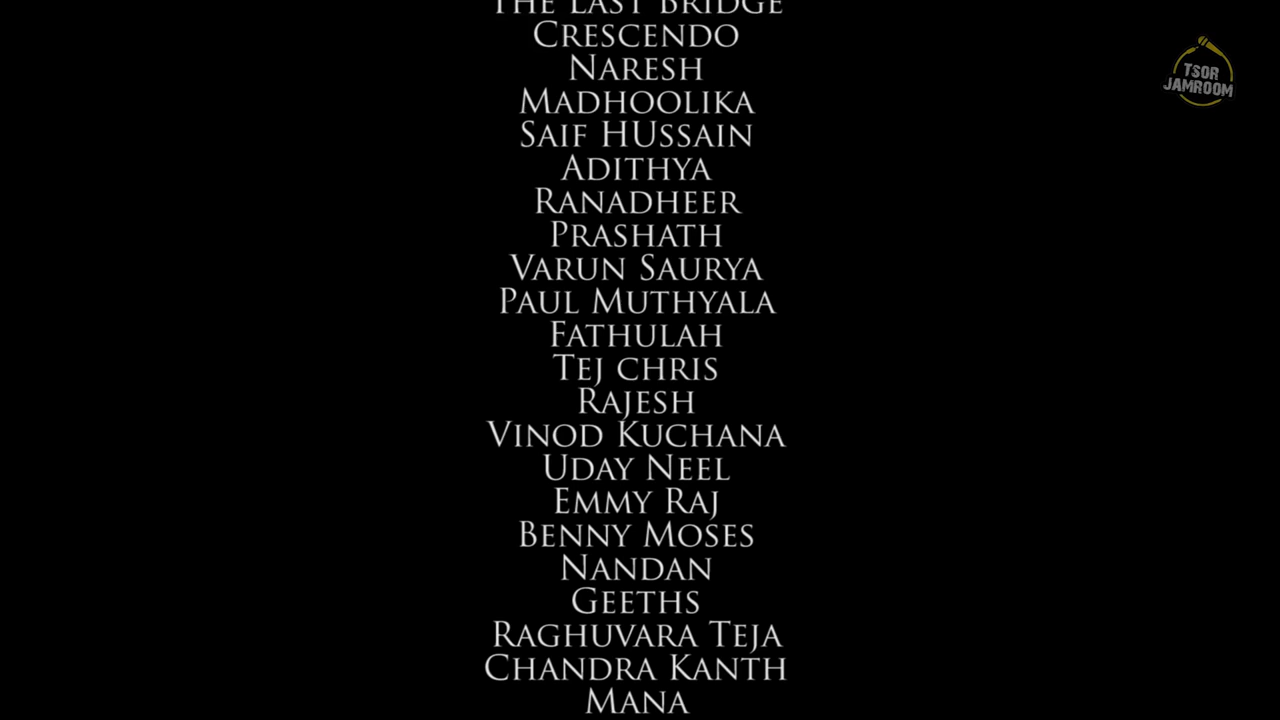 THE LAST BRIDGE
CRESCENDO
NARESH
MADHOOLIKA
SAIF HUSSAIN
ADITHYA
RANADHEER
PRASHATH
VARUN SAURYA
PAUL MUTHYALA
FATHULAH
TEJ CHRIS
RAJESH
VINOD KUCHANA
UDAY NEEL
EMMY RAJ
BENNY MOSES
NANDAN
GEETHS
RAGHUVARA TEJA
CHANDRA KANTH
MANA
TSOR
JAMROOM